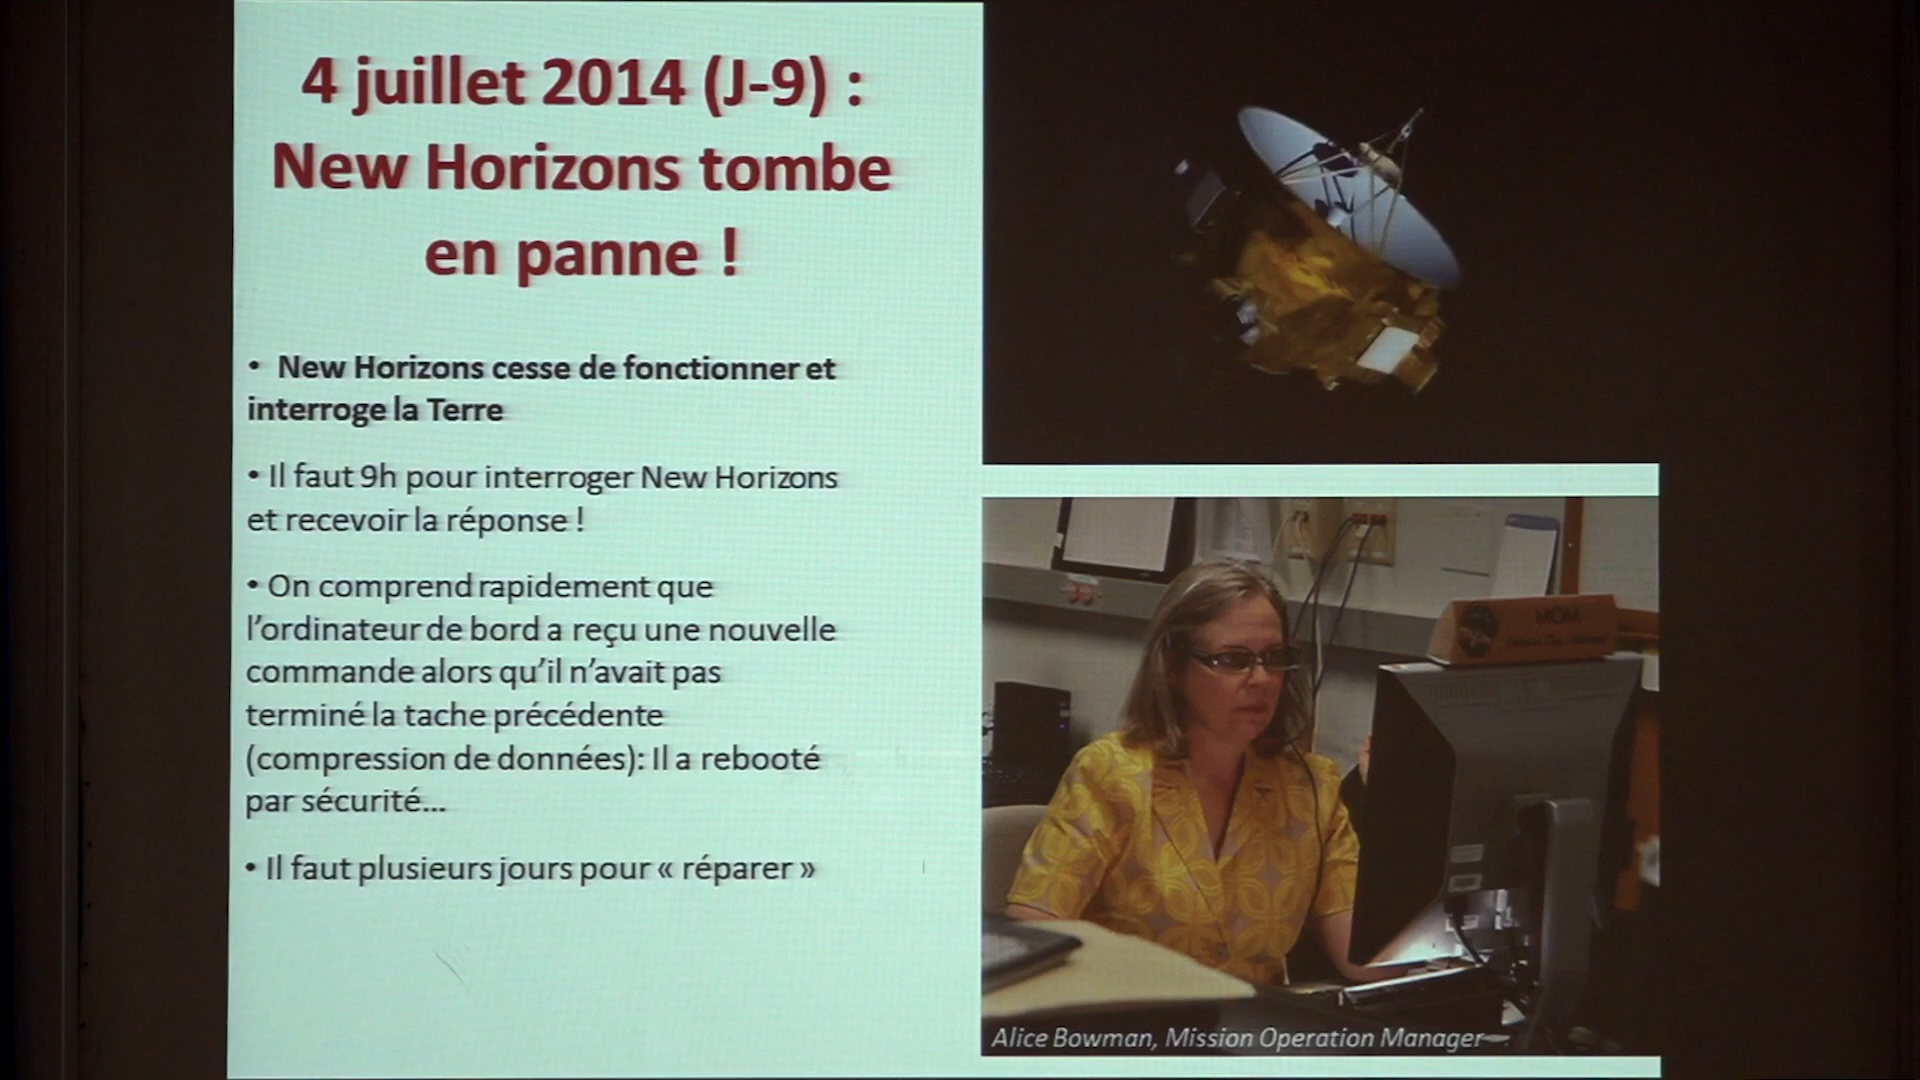 4 juillet 2014 (J-9) :
New Horizons tombe
en panne !
• New Horizons cesse de fonctionner et
interroge la Terre
• Il faut 9h pour interroger New Horizons
et recevoir la réponse !
• On comprend rapidement que
l'ordinateur de bord a reçu une nouvelle
commande alors qu'il n'avait pas
terminé la tache précédente
(compression de données): Il a rebooté
par sécurité...
• Il faut plusieurs jours pour « réparer »
MOM
Alice Bowman, Mission Operation Manager